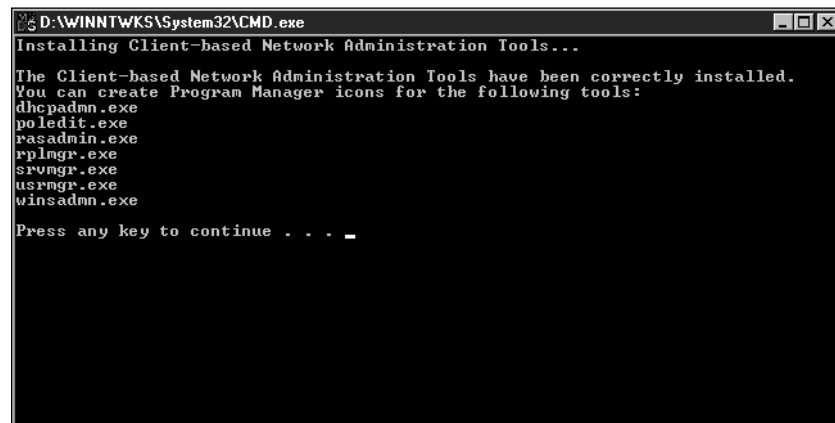 D:\WINNTWKS\System32\CMD.exe
Installing Client-based Network Administration Tools...
The Client-based Network Administration Tools have been correctly installed.
You can create Program Manager icons for the following tools:
dhcpadmn.exe
poledit.exe
rasadmin.exe
rplmgr.exe
srvmgr.exe
usrmgr.exe
winsadmn.exe
Press any key to continue . . . _